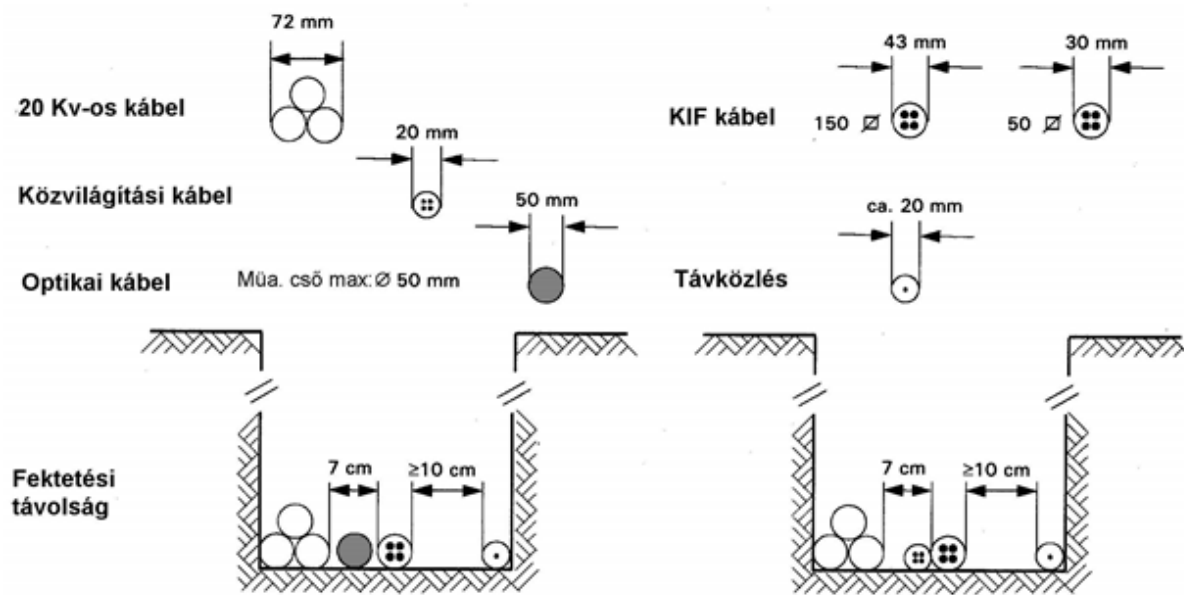 72 mm
43 mm
30 mm
20 Kv-os kábel
KIF kábel
150
50
20 mm
Közvilágítási kábel
50 mm
ca. 20 mm
Optikai kábel
Müa. cső max: Ø 50 mm
Távközlés
7 cm
≥10 cm
7 cm
≥10 cm
Fektetési
távolság